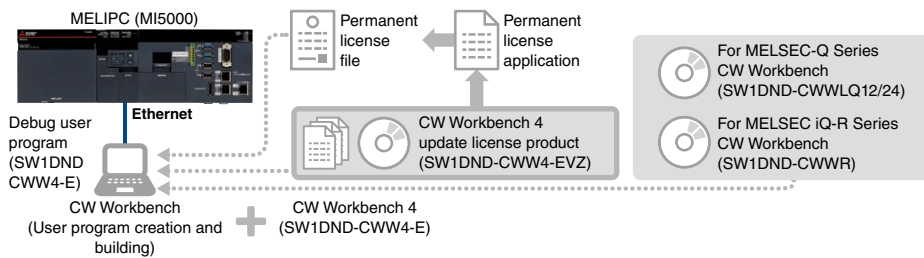 MELIPC (MI5000)
Permanent
license
file
Permanent
license
application
For MELSEC-Q Series
CW Workbench
(SW1DND-CWWLQ12/24)
For MELSEC iQ-R Series
CW Workbench
(SW1DND-CWWR)
MELIPC
Ethernet
Debug user
program
(SW1DND
CWW4-E)
CW Workbench 4
update license product
(SW1DND-CWW4-EVZ)
CW Workbench
(User program creation and
building)
CW Workbench 4
(SW1DND-CWW4-E)